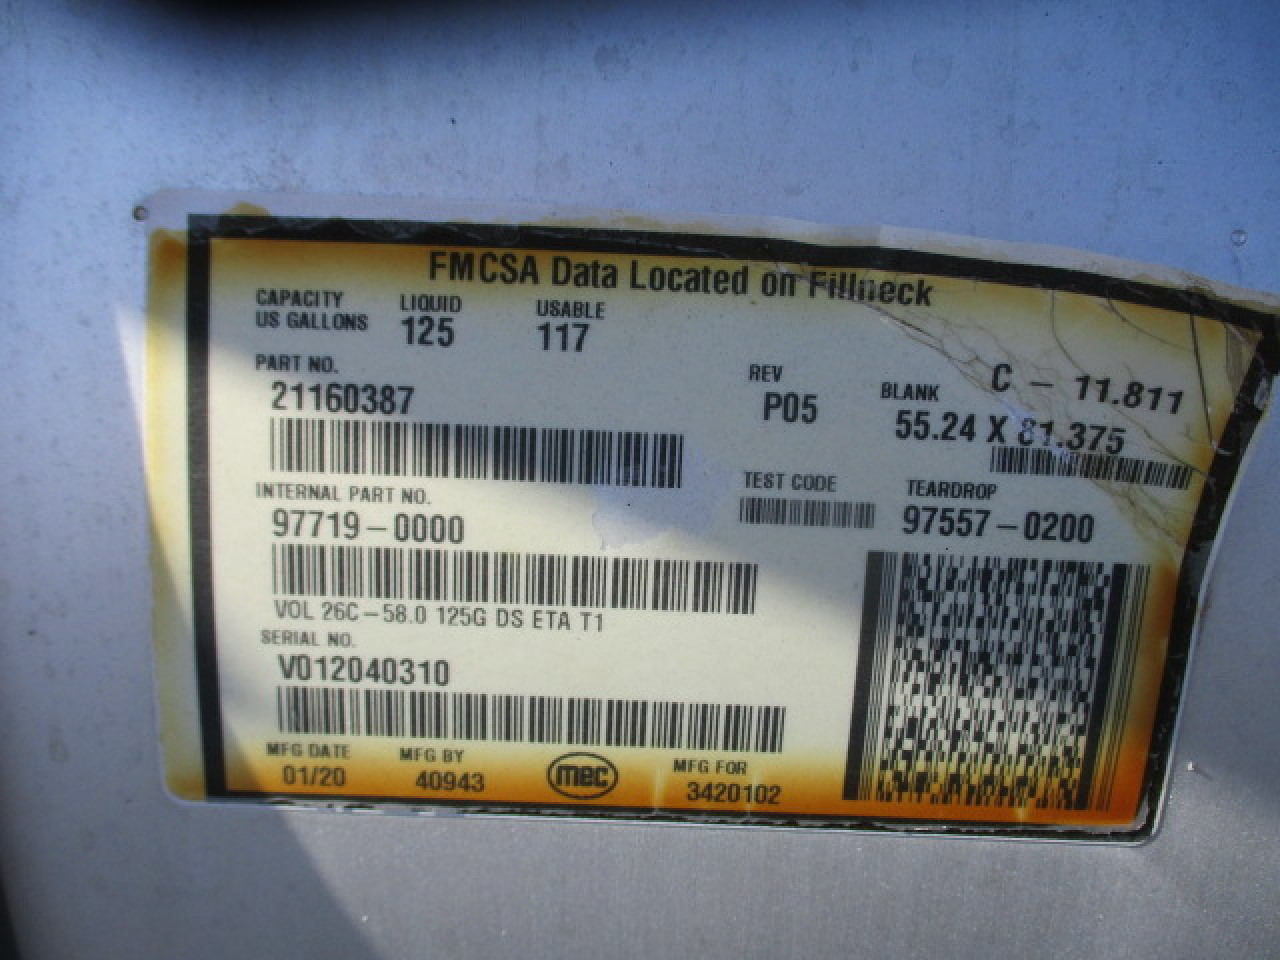 FMCSA Data Located on Fillneck
CAPACITY US GALLONS
LIQUID
125
USABLE
117
PART NO.
21160387
REV
P05
BLANK
C - 11.811
55.24 X 81.375
INTERNAL PART NO.
97719-0000
TEST CODE
TEARDROP
97557-0200
VOL 26C-58.0 125G DS ETA T1
SERIAL NO.
V012040310
MFG DATE
01/20
MFG BY
40943
mec
MFG FOR
3420102